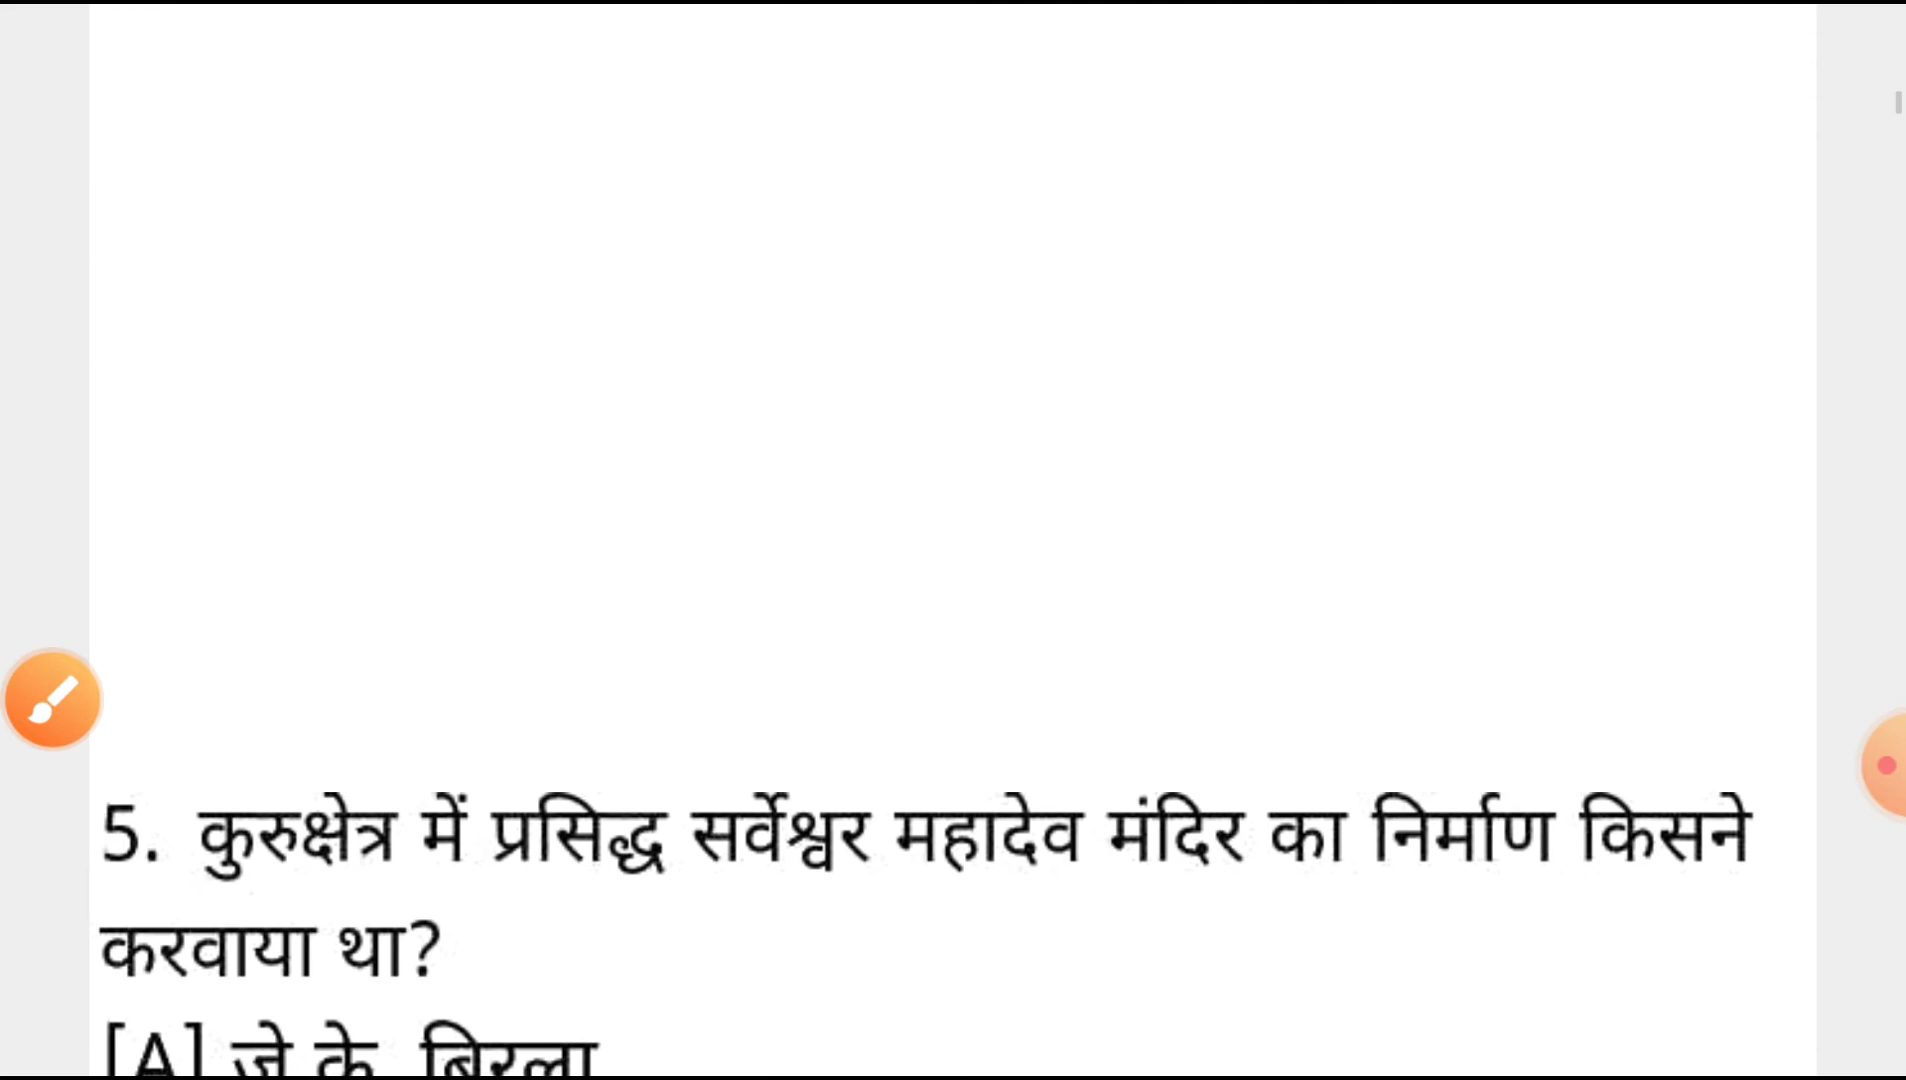 5. कुरुक्षेत्र में प्रसिद्ध सर्वेश्वर महादेव मंदिर का निर्माण किसने
करवाया था?
[A] जे के बिरला